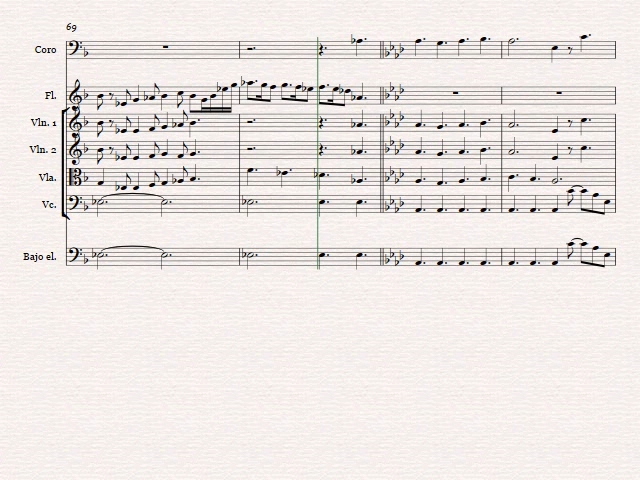 69
Coro
Fl.
Vln. 1
Vln. 2
Vla.
Vc.
Bajo el.